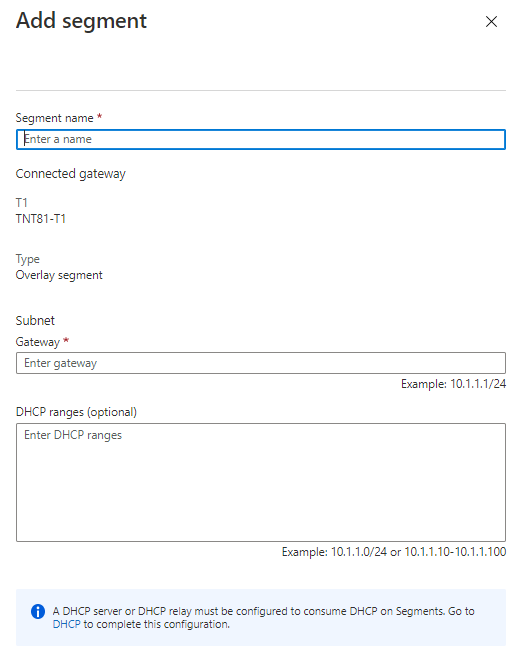 Add segment
Segment name *
Enter a name
Connected gateway
T1
TNT81-T1
Type
Overlay segment
Subnet
Gateway *
Enter gateway
Example: 10.1.1.1/24
DHCP ranges (optional)
Enter DHCP ranges
Example: 10.1.1.0/24 or 10.1.1.10-10.1.1.100
A DHCP server or DHCP relay must be configured to consume DHCP on Segments. Go to
DHCP to complete this configuration.